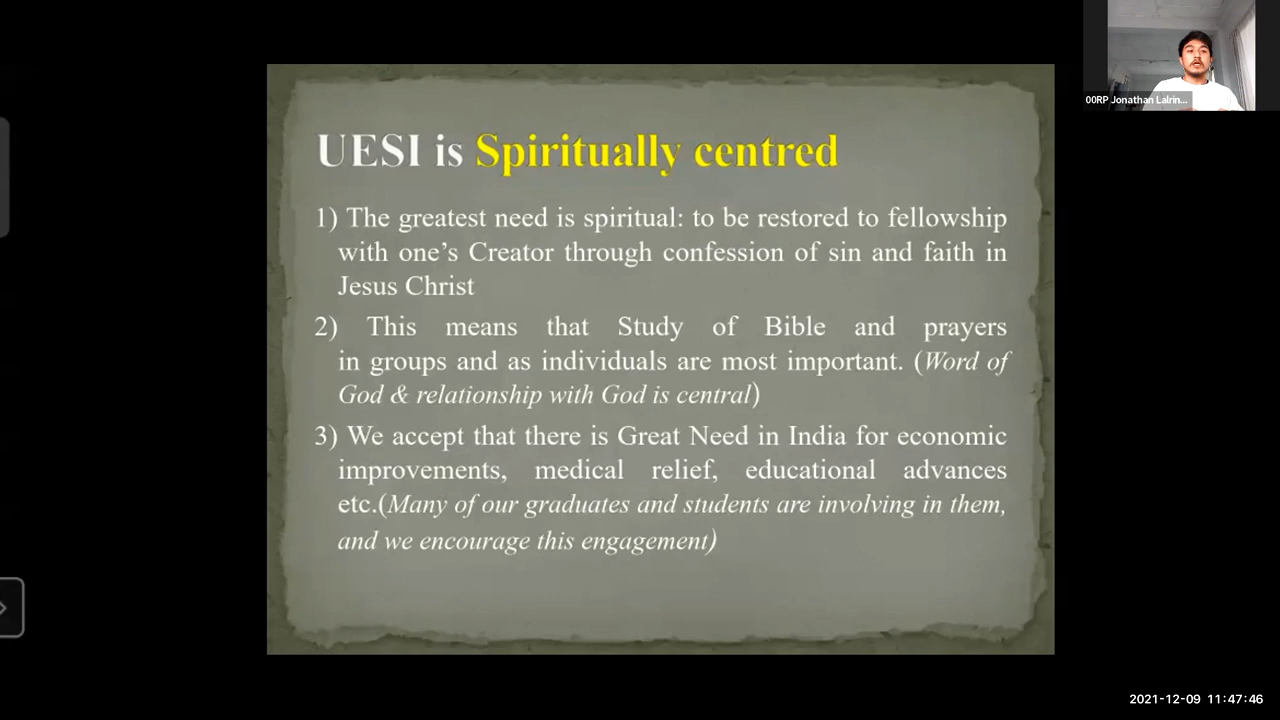 00RP Jonathan Lalrin...
UESI is Spiritually centred
1) The greatest need is spiritual: to be restored to fellowship
with one’s Creator through confession of sin and faith in
Jesus Christ
2) This means that Study of Bible and prayers
in groups and as individuals are most important. (Word of
God & relationship with God is central)
3) We accept that there is Great Need in India for economic
improvements, medical relief, educational advances
etc.(Many of our graduates and students are involving in them,
and we encourage this engagement)
2021-12-09 11:47:46